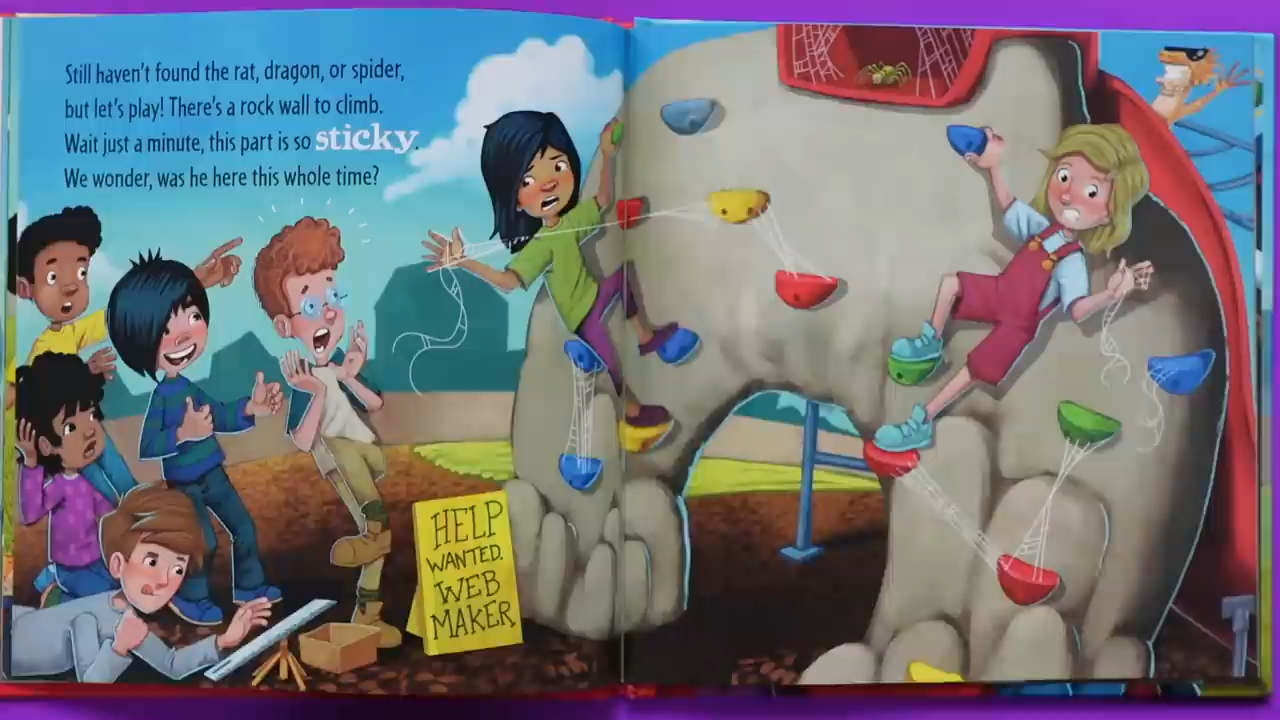 Still haven't found the rat, dragon, or spider,
but let's play! There's a rock wall to climb.
Wait just a minute, this part is so sticky.
We wonder, was he here this whole time?
HELP
WANTED.
WEB
MAKER